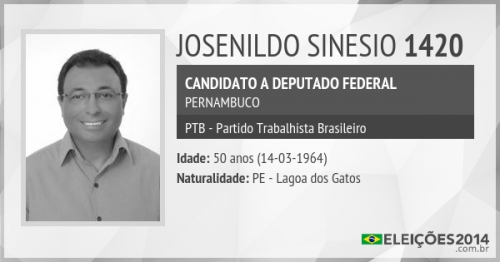 JOSENILDO SINESIO 1420
CANDIDATO A DEPUTADO FEDERAL
PERNAMBUCO
PTB - Partido Trabalhista Brasileiro
Idade: 50 anos (14-03-1964)
Naturalidade: PE - Lagoa dos Gatos
ELEIÇÕES2014
.com.br